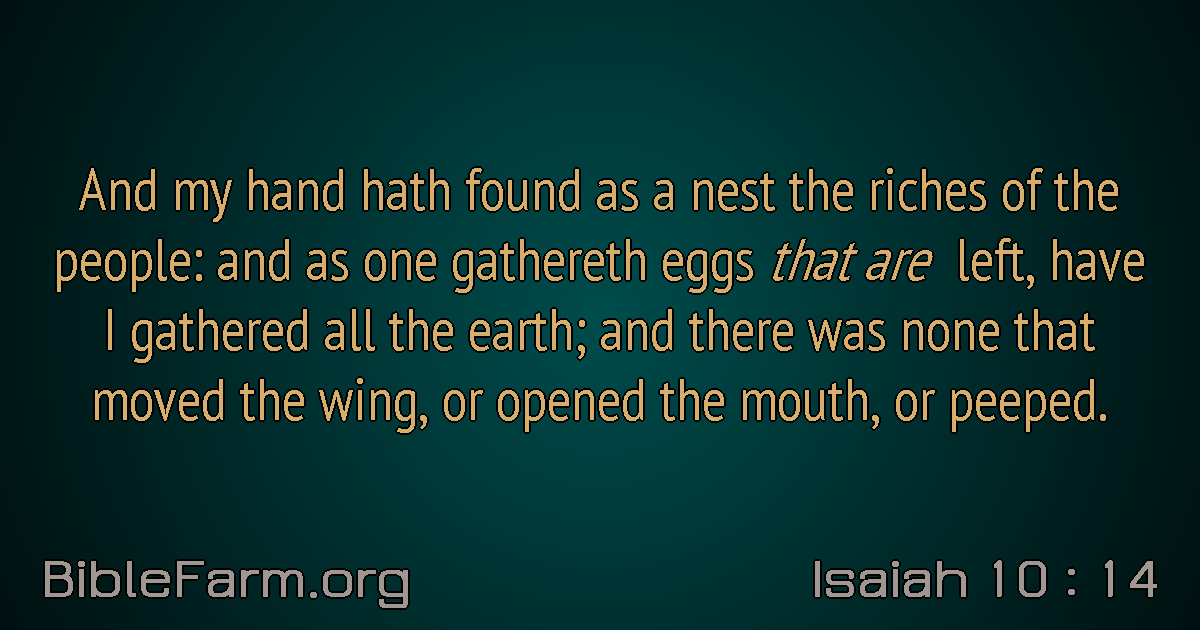 And my hand hath found as a nest the riches of the
people: and as one gathereth eggs that are left, have
I gathered all the earth; and there was none that
moved the wing, or opened the mouth, or peeped.
BibleFarm.org
Isaiah 10 : 14